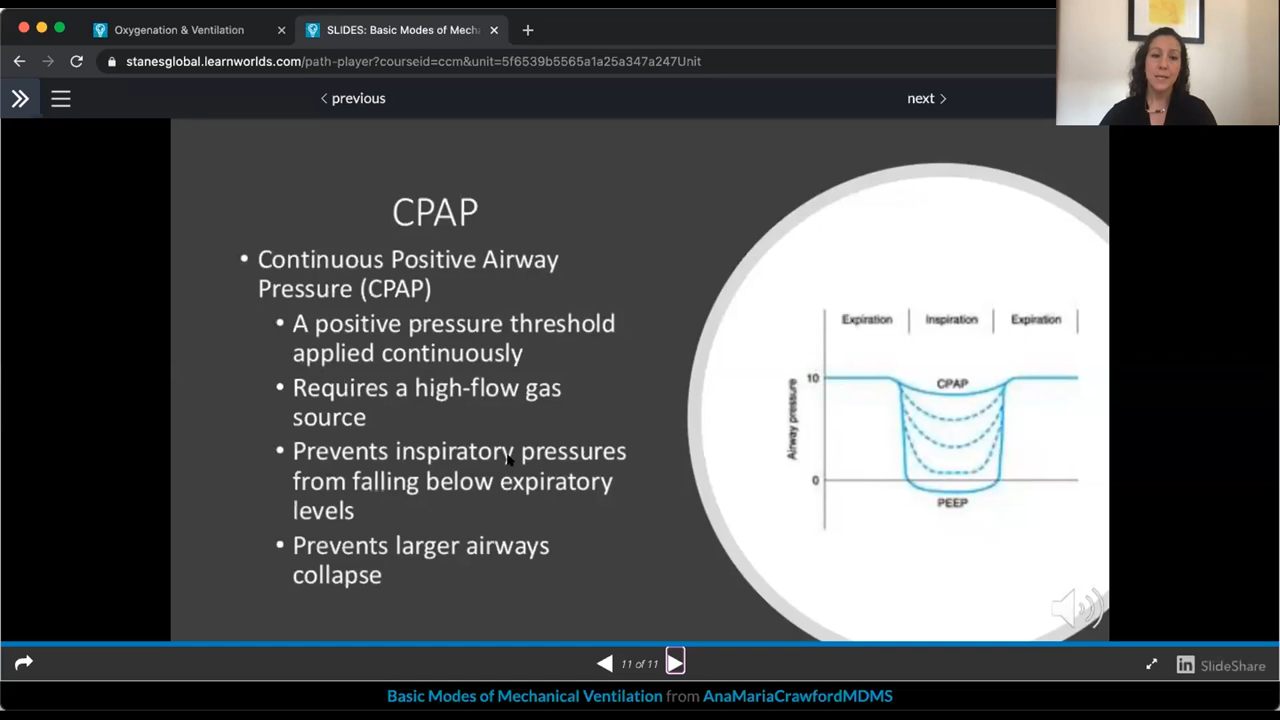 Oxygenation & Ventilation
SLIDES: Basic Modes of Mech
stanesglobal.learnworlds.com/path-player?courseid=ccm&unit=5f6539b5565a1a25a347a247Unit
previous
next
CPAP
• Continuous Positive Airway
Pressure (CPAP)
• A positive pressure threshold
applied continuously
• Requires a high-flow gas
source
• Prevents inspiratory pressures
from falling below expiratory
levels
• Prevents larger airways
collapse
Expiration
Inspiration
Expiration
Airway pressure
10
CPAP
0
PEEP
11 of 11
in SlideShare
Basic Modes of Mechanical Ventilation from AnaMariaCrawfordMDMS